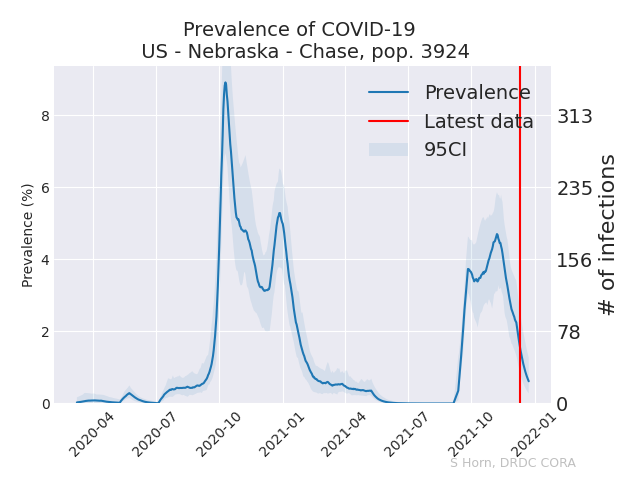 Prevalence of COVID-19
US - Nebraska - Chase, pop. 3924
Prevalence
Latest data
95CI
Prevalence (%)
8
6
4
2
0
313
235
156
78
0
# of infections
2020-04
2020-07
2020-10
2021-01
2021-04
2021-07
2021-10
2022-01
S Horn, DRDC CORA